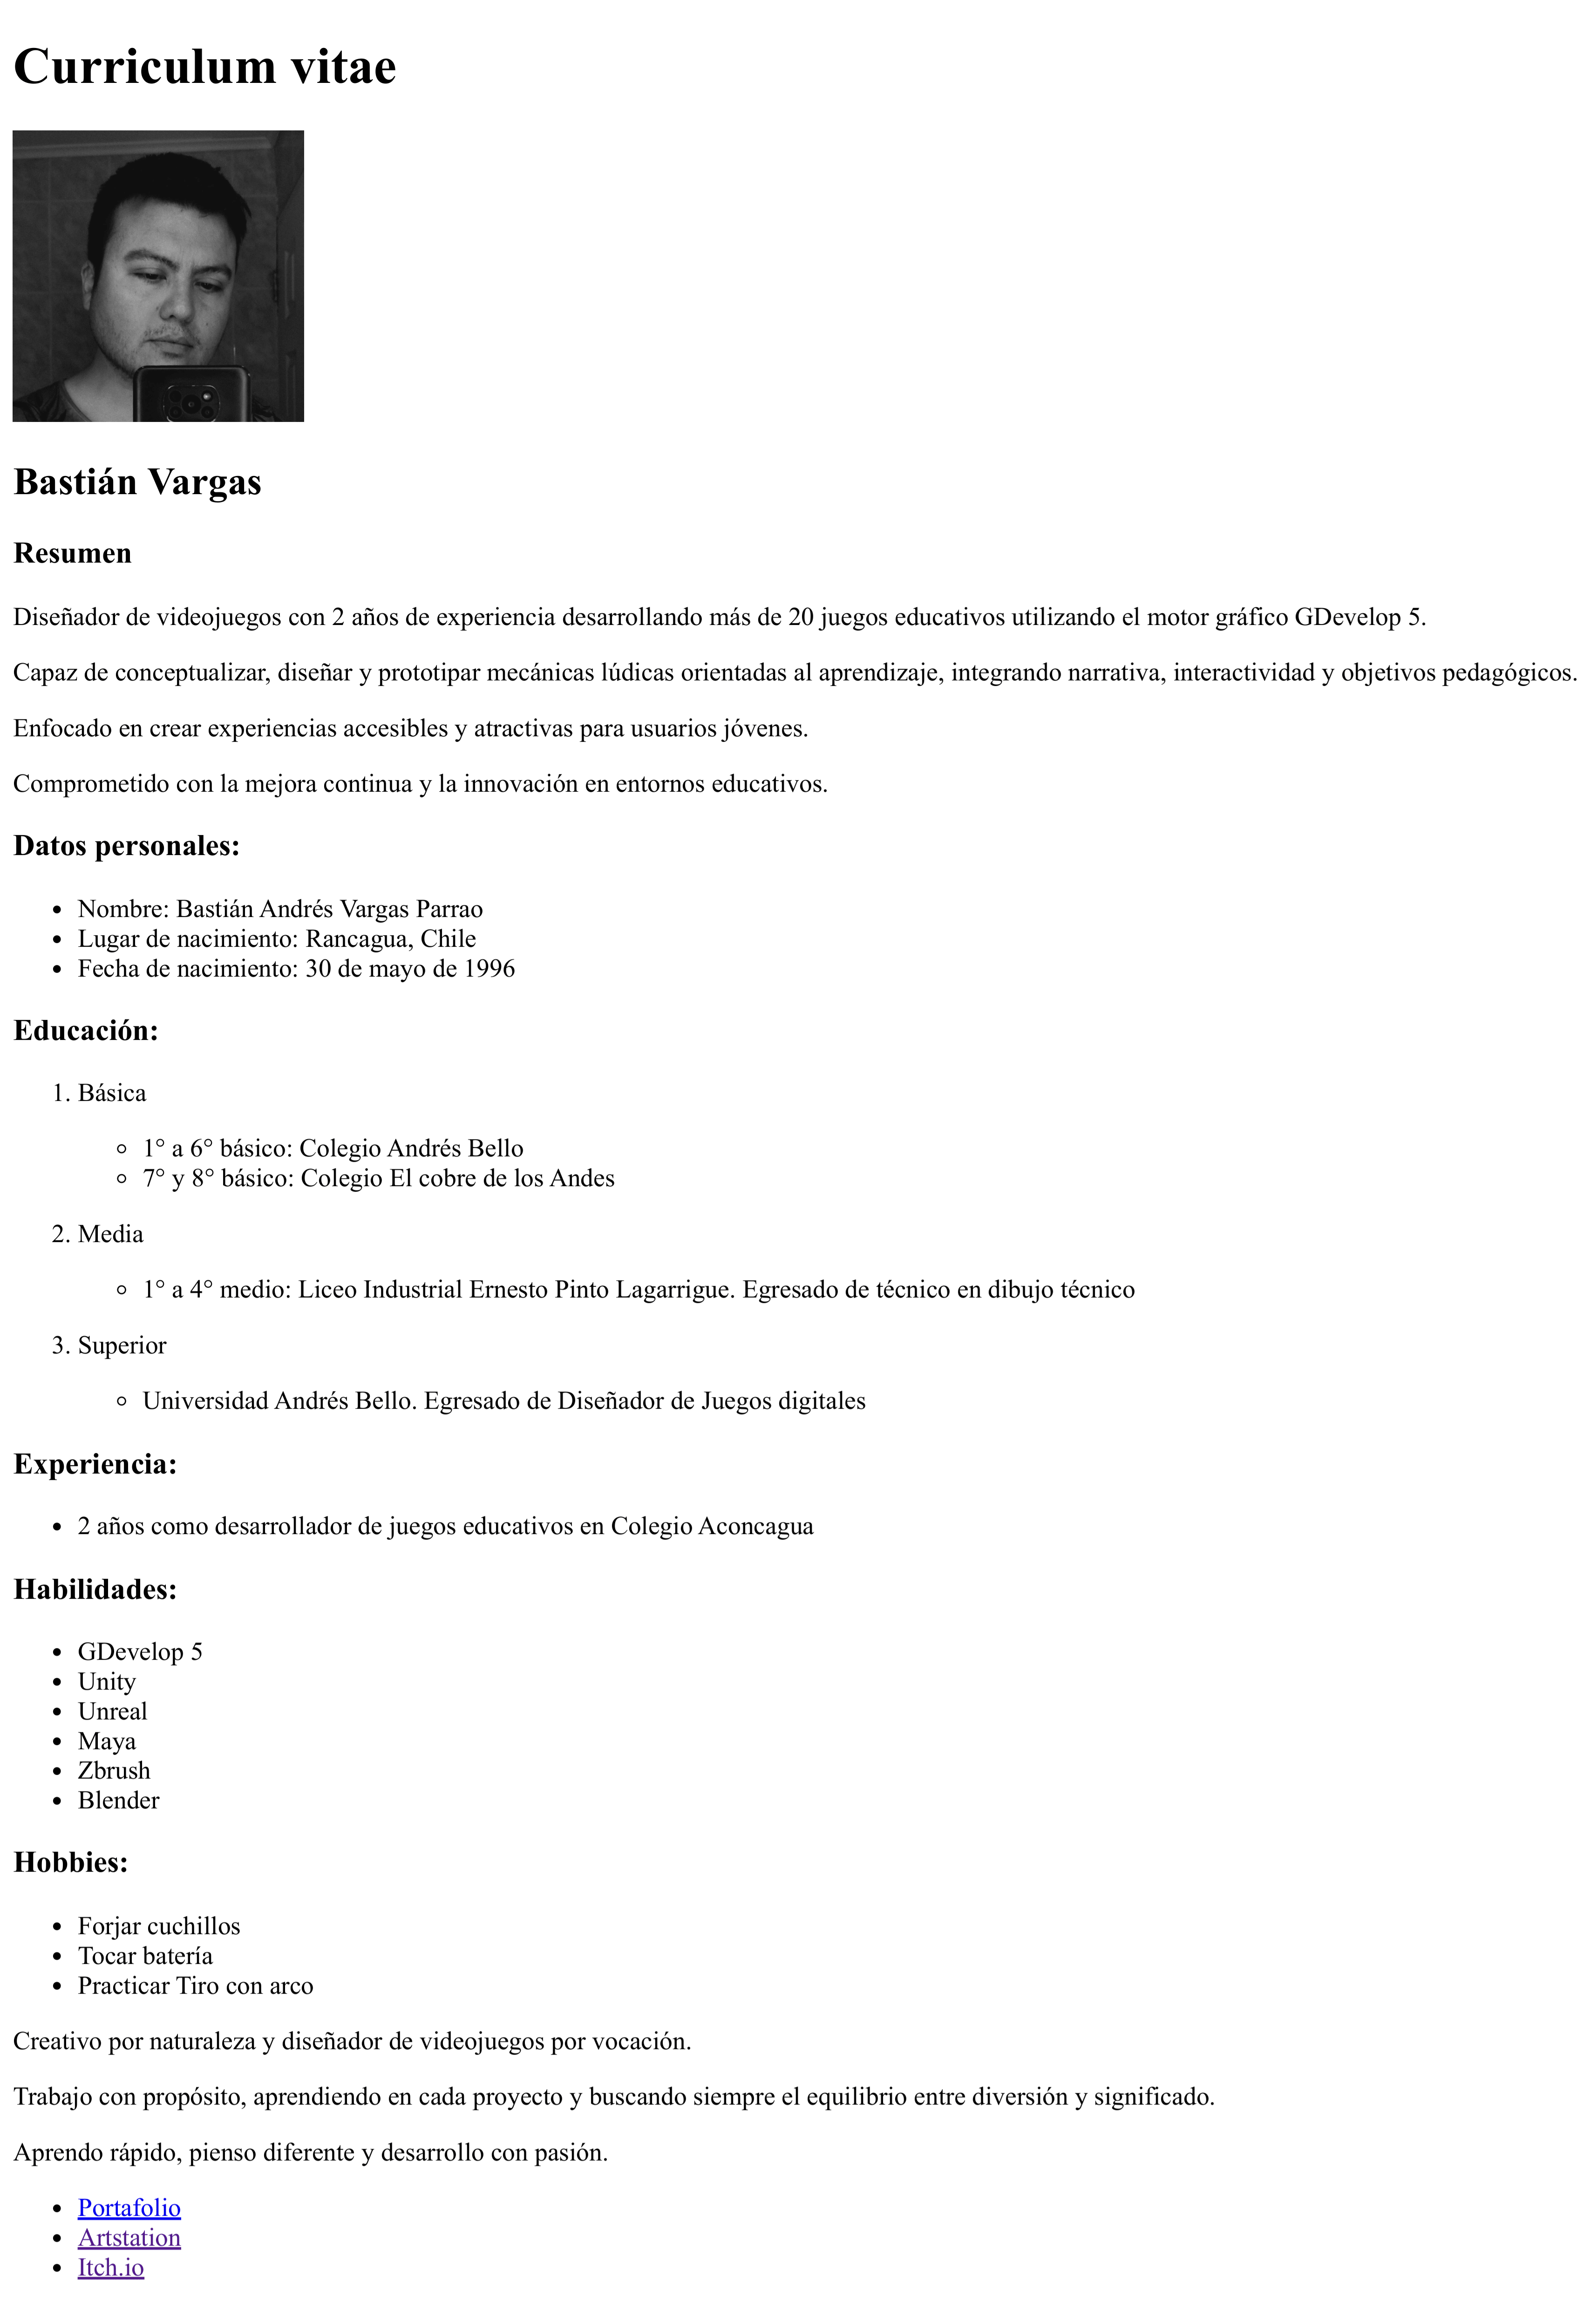 Curriculum vitae
Bastián Vargas
Resumen
Diseñador de videojuegos con 2 años de experiencia desarrollando más de 20 juegos educativos utilizando el motor gráfico GDevelop 5.
Capaz de conceptualizar, diseñar y prototipar mecánicas lúdicas orientadas al aprendizaje, integrando narrativa, interactividad y objetivos pedagógicos.
Enfocado en crear experiencias accesibles y atractivas para usuarios jóvenes.
Comprometido con la mejora continua y la innovación en entornos educativos.
Datos personales:
• Nombre: Bastián Andrés Vargas Parrao
• Lugar de nacimiento: Rancagua, Chile
• Fecha de nacimiento: 30 de mayo de 1996
Educación:
1. Básica
◦ 1° a 6° básico: Colegio Andrés Bello
◦ 7° y 8° básico: Colegio El cobre de los Andes
2. Media
◦ 1° a 4° medio: Liceo Industrial Ernesto Pinto Lagarrigue. Egresado de técnico en dibujo técnico
3. Superior
◦ Universidad Andrés Bello. Egresado de Diseñador de Juegos digitales
Experiencia:
• 2 años como desarrollador de juegos educativos en Colegio Aconcagua
Habilidades:
• GDevelop 5
• Unity
• Unreal
• Maya
• Zbrush
• Blender
Hobbies:
• Forjar cuchillos
• Tocar batería
• Practicar Tiro con arco
Creativo por naturaleza y diseñador de videojuegos por vocación.
Trabajo con propósito, aprendiendo en cada proyecto y buscando siempre el equilibrio entre diversión y significado.
Aprendo rápido, pienso diferente y desarrollo con pasión.
• Portafolio
• Artstation
• Itch.io